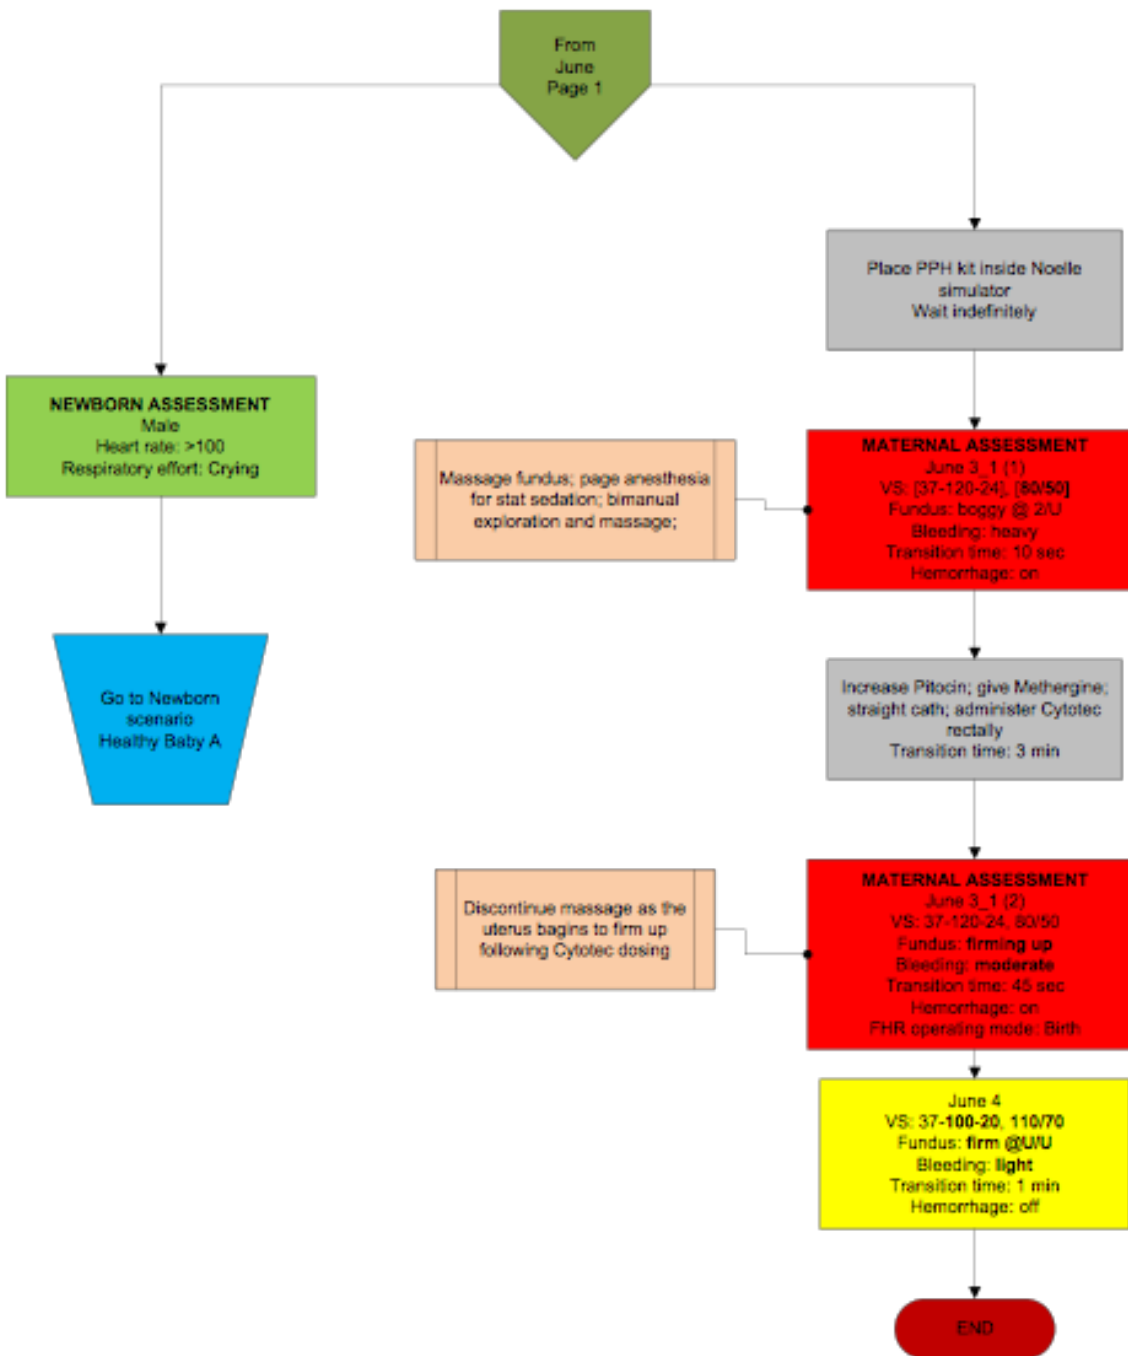 From
June
Page 1
Place PPH kit inside Noelle
simulator
Wait indefinitely
NEWBORN ASSESSMENT
Male
Heart rate: >100
Respiratory effort: Crying
Massage fundus; page anesthesia
for stat sedation; bimanual
exploration and massage;
MATERNAL ASSESSMENT
June 3_1 (1)
VS: [37-120-24], [80/50]
Fundus: boggy @ 2/U
Bleeding: heavy
Transition time: 10 sec
Hemorrhage: on
Go to Newborn
scenario
Healthy Baby A
Increase Pitocin; give Methergine;
straight cath; administer Cytotec
rectally
Transition time: 3 min
Discontinue massage as the
uterus bagins to firm up
following Cytotec dosing
MATERNAL ASSESSMENT
June 3_1 (2)
VS: 37-120-24, 80/50
Fundus: firming up
Bleeding: moderate
Transition time: 45 sec
Hemorrhage: on
FHR operating mode: Birth
June 4
VS: 37-100-20, 110/70
Fundus: firm @U/U
Bleeding: light
Transition time: 1 min
Hemorrhage: off
END